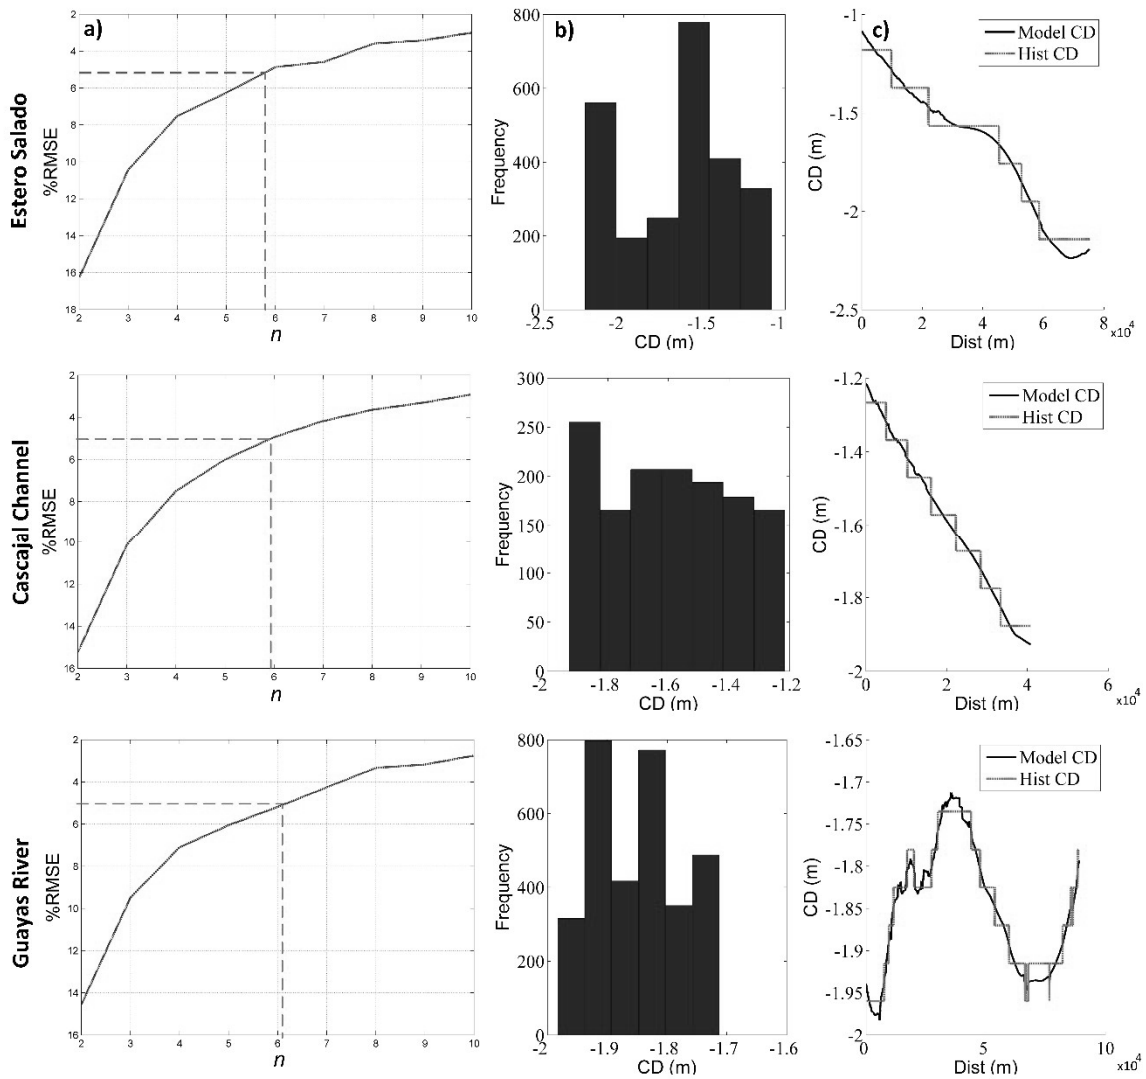 Estero Salado
a)
%RMSE
2
4
6
8
10
12
14
16
18
2 3 4 5 6 7 8 9 10
n
b)
Frequency
800
600
400
200
0
-2.5 -2 -1.5 -1
CD (m)
c)
Model CD
Hist CD
CD (m)
-1
-1.5
-2
-2.5
0 2 4 6 8
x10⁴
Dist (m)
Cascajal Channel
%RMSE
2
4
6
8
10
12
14
16
2 3 4 5 6 7 8 9 10
n
Frequency
300
250
200
150
100
50
0
-2 -1.8 -1.6 -1.4 -1.2
CD (m)
Model CD
Hist CD
CD (m)
-1.2
-1.4
-1.6
-1.8
-2
0 2 4 6
x10⁴
Dist (m)
Guayas River
%RMSE
2
4
6
8
10
12
14
16
2 3 4 5 6 7 8 9 10
n
Frequency
800
600
400
200
0
-2 -1.9 -1.8 -1.7 -1.6
CD (m)
Model CD
Hist CD
CD (m)
-1.65
-1.7
-1.75
-1.8
-1.85
-1.9
-1.95
-2
0 5 10
x10⁴
Dist (m)